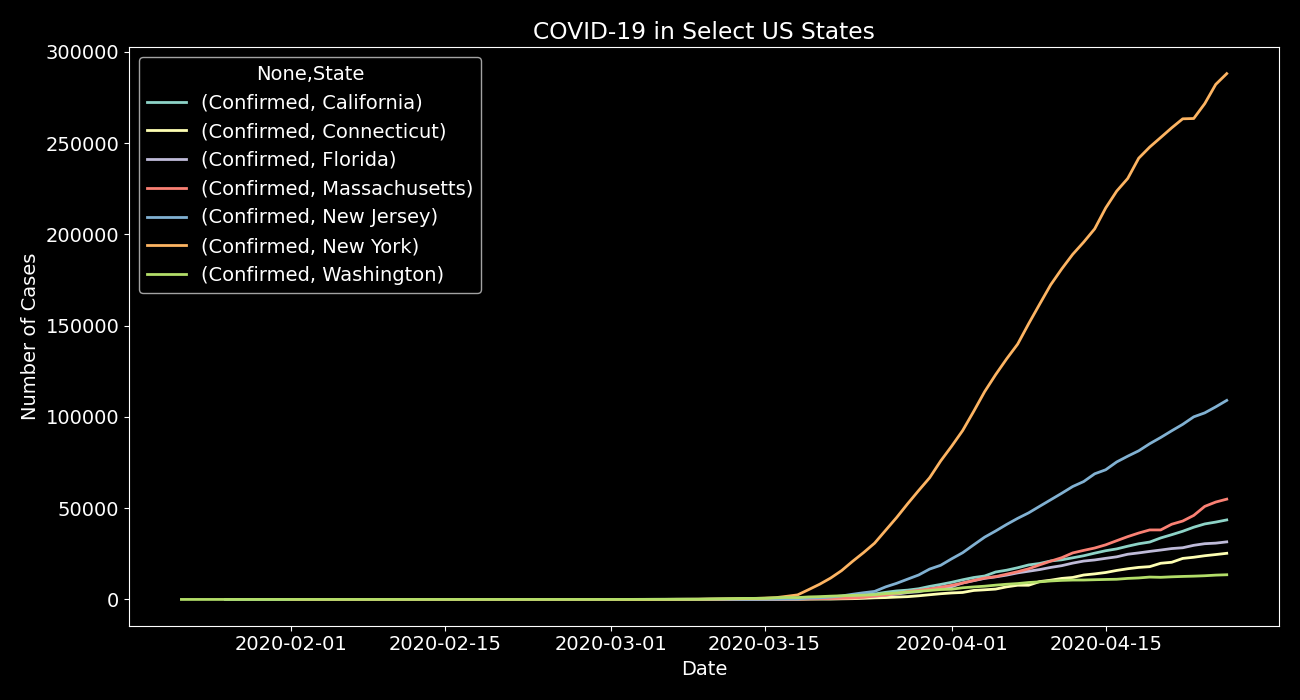 COVID-19 in Select US States
300000
250000
200000
150000
100000
50000
0
Number of Cases
None,State
(Confirmed, California)
(Confirmed, Connecticut)
(Confirmed, Florida)
(Confirmed, Massachusetts)
(Confirmed, New Jersey)
(Confirmed, New York)
(Confirmed, Washington)
2020-02-01 2020-02-15 2020-03-01 2020-03-15 2020-04-01 2020-04-15
Date